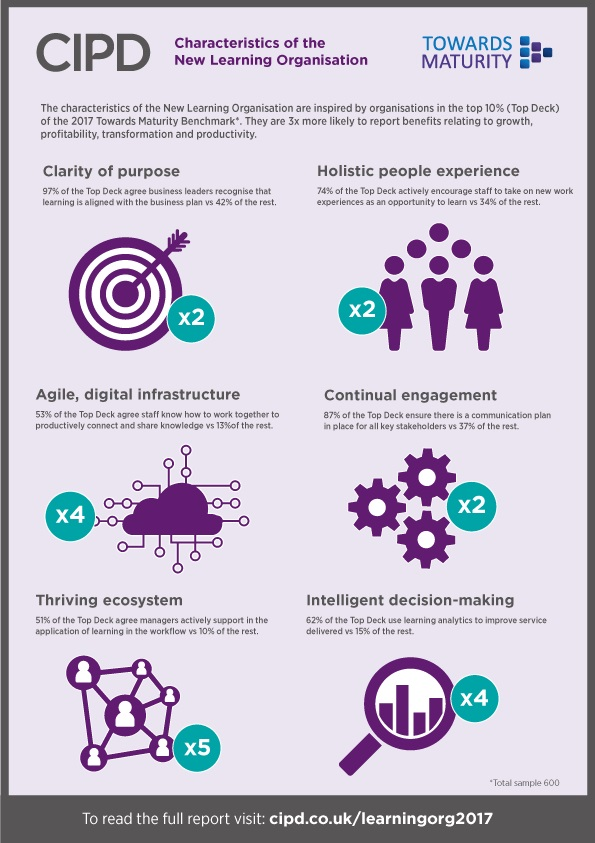 CIPD
Characteristics of the
New Learning Organisation
TOWARDS
MATURITY
The characteristics of the New Learning Organisation are inspired by organisations in the top 10% (Top Deck)
of the 2017 Towards Maturity Benchmark*. They are 3x more likely to report benefits relating to growth,
profitability, transformation and productivity.
Clarity of purpose
97% of the Top Deck agree business leaders recognise that
learning is aligned with the business plan vs 42% of the rest.
x2
Holistic people experience
74% of the Top Deck actively encourage staff to take on new work
experiences as an opportunity to learn vs 34% of the rest.
x2
Agile, digital infrastructure
53% of the Top Deck agree staff know how to work together to
productively connect and share knowledge vs 13%of the rest.
x4
Continual engagement
87% of the Top Deck ensure there is a communication plan
in place for all key stakeholders vs 37% of the rest.
x2
Thriving ecosystem
51% of the Top Deck agree managers actively support in the
application of learning in the workflow vs 10% of the rest.
x5
Intelligent decision-making
62% of the Top Deck use learning analytics to improve service
delivered vs 15% of the rest.
x4
*Total sample 600
To read the full report visit: cipd.co.uk/learningorg2017